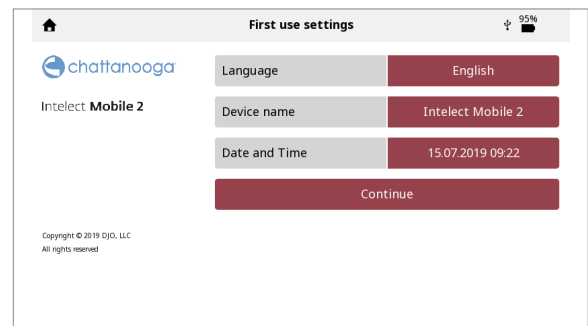 First use settings
95%
chattanooga
Language English
Intelect Mobile 2
Device name Intelect Mobile 2
Date and Time 15.07.2019 09:22
Continue
Copyright © 2019 DJO, LLC
All rights reserved